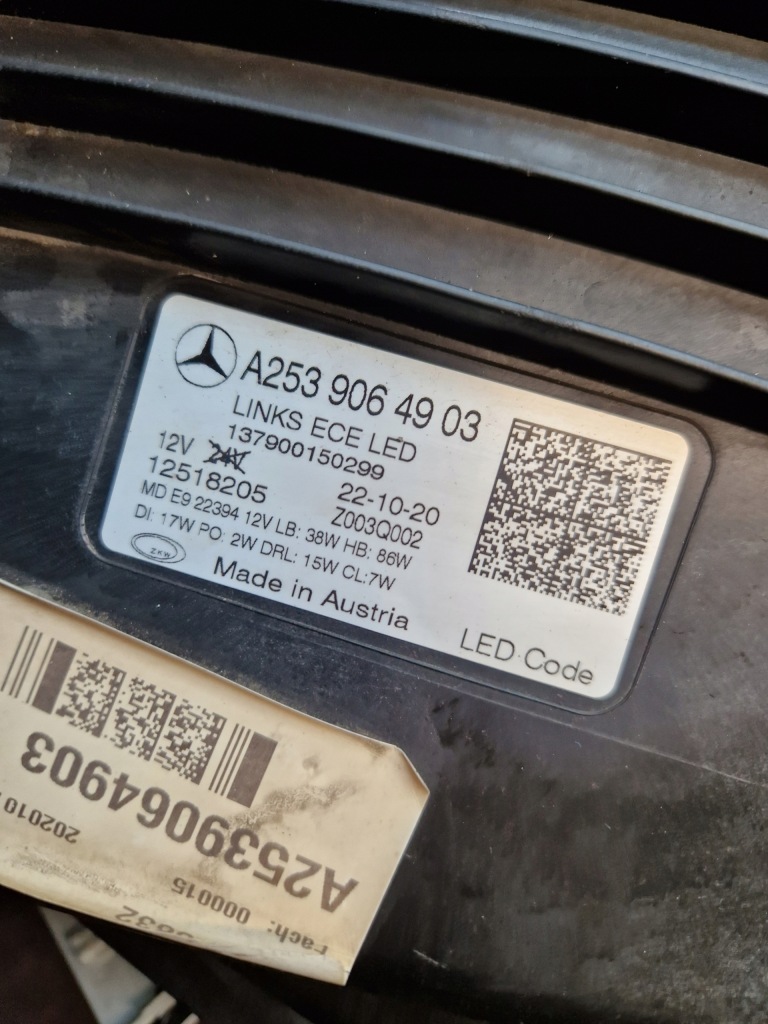 A253 906 49 03
LINKS ECE LED
137900150299
12V 24V
12518205 22-10-20
Z003Q002
MD E9 22394 12V LB: 38W HB: 86W
DI: 17W PO: 2W DRL: 15W CL:7W
ZKW
Made in Austria
LED Code
A2539064903
202010
Fach: 000015